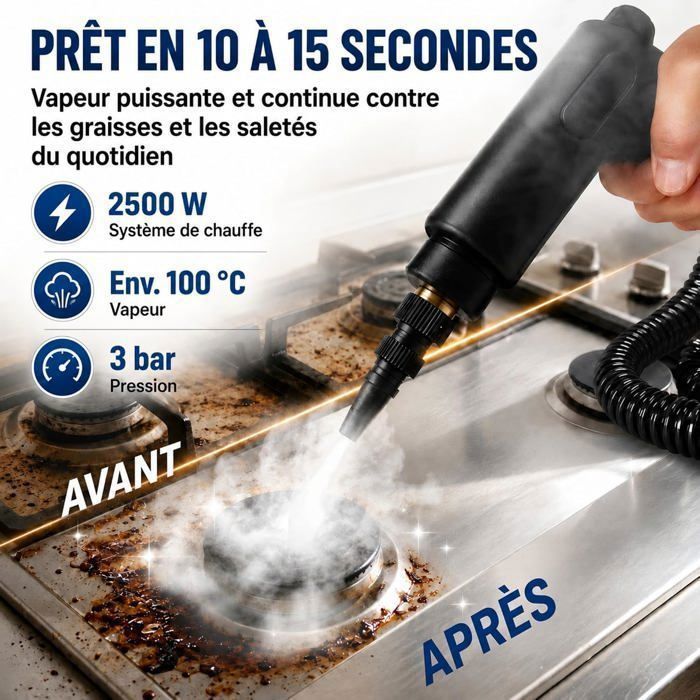 PRÊT EN 10 À 15 SECONDES
Vapeur puissante et continue contre
les graisses et les saletés
du quotidien
2500 W
Système de chauffe
Env. 100 °C
Vapeur
3 bar
Pression
AVANT
APRÈS